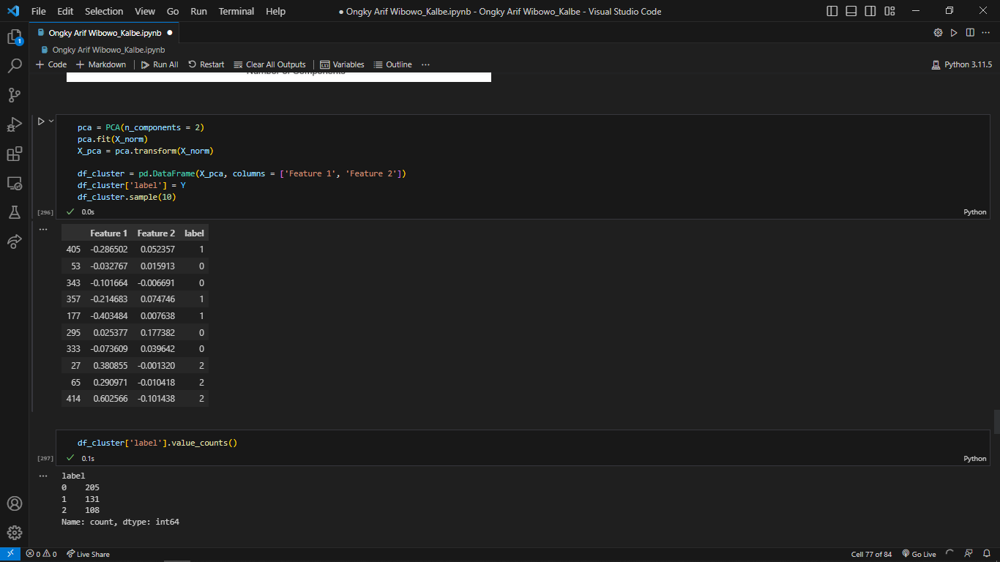 File Edit Selection View Go Run Terminal Help
● Ongky Arif Wibowo_Kalbe.ipynb - Ongky Arif Wibowo_Kalbe - Visual Studio Code
Ongky Arif Wibowo_Kalbe.ipynb ●
Ongky Arif Wibowo_Kalbe.ipynb
+ Code + Markdown Run All Restart Clear All Outputs Variables Outline ...
Python 3.11.5
Number of Components
pca = PCA(n_components = 2)
pca.fit(X_norm)
X_pca = pca.transform(X_norm)
df_cluster = pd.DataFrame(X_pca, columns = ['Feature 1', 'Feature 2'])
df_cluster['label'] = Y
df_cluster.sample(10)
[296] 0.0s Python
...
Feature 1 Feature 2 label
405 -0.286502 0.052357 1
53 -0.032767 0.015913 0
343 -0.101664 -0.006691 0
357 -0.214683 0.074746 1
177 -0.403484 0.007638 1
295 0.025377 0.177382 0
333 -0.073609 0.039642 0
27 0.380855 -0.001320 2
65 0.290971 -0.010418 2
414 0.602566 -0.101438 2
df_cluster['label'].value_counts()
[297] 0.1s Python
...
label
0 205
1 131
2 108
Name: count, dtype: int64
1
0 0 Live Share
Cell 77 of 84 Go Live